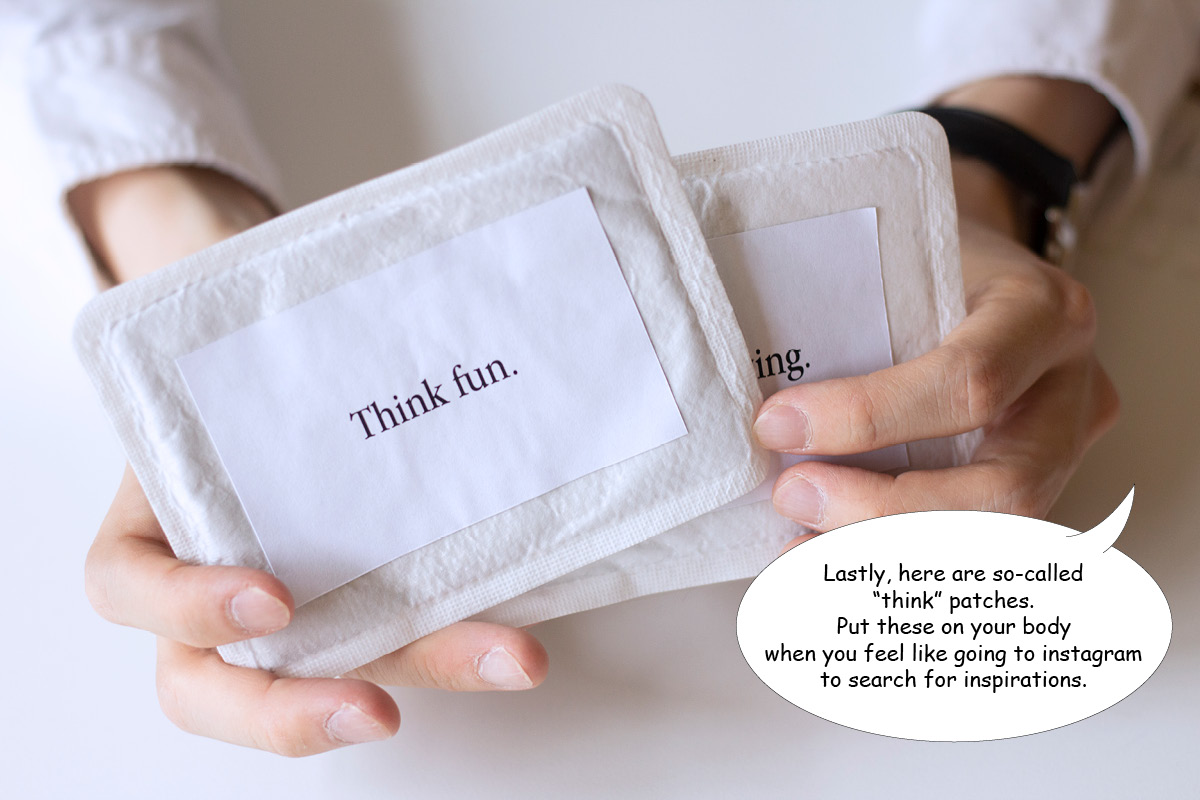 Think fun.
Lastly, here are so-called
“think” patches.
Put these on your body
when you feel like going to instagram
to search for inspirations.